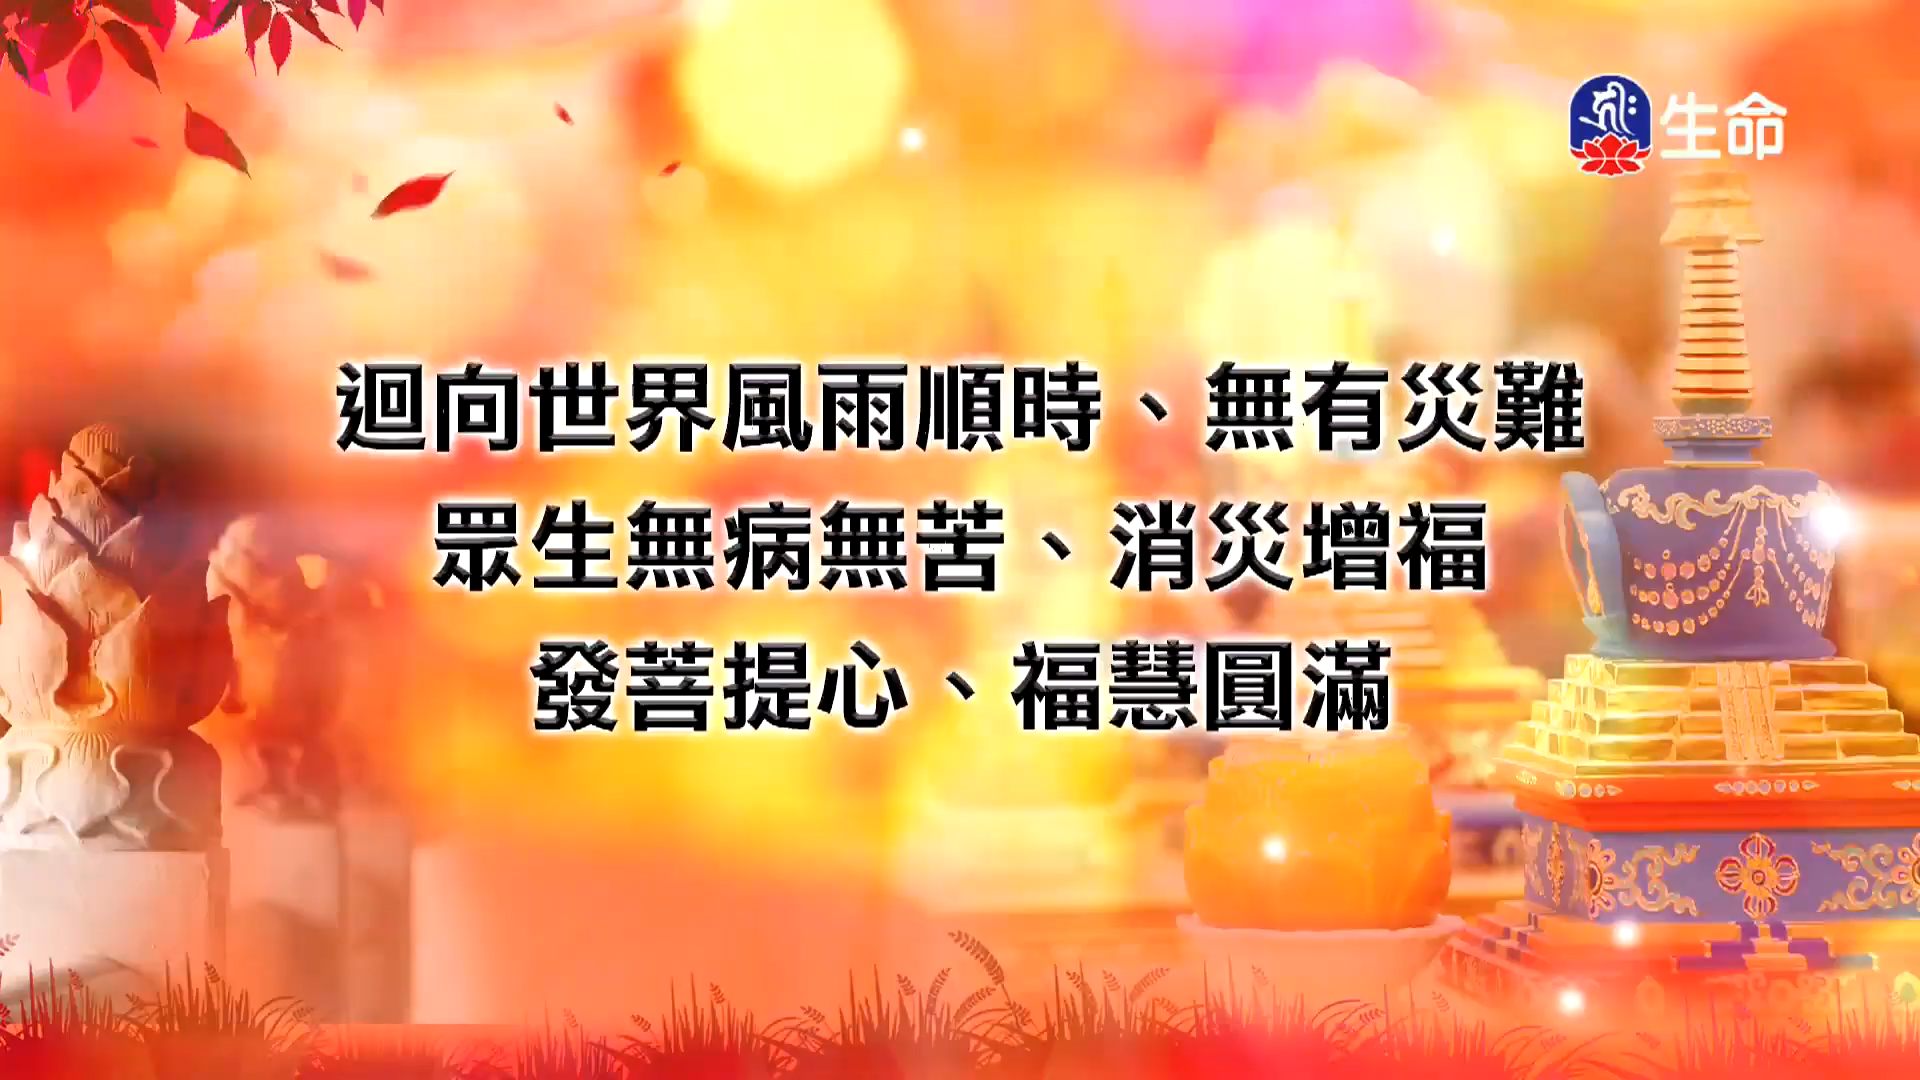 生命
迴向世界風雨順時、無有災難
眾生無病無苦、消災增福
發菩提心、福慧圓滿